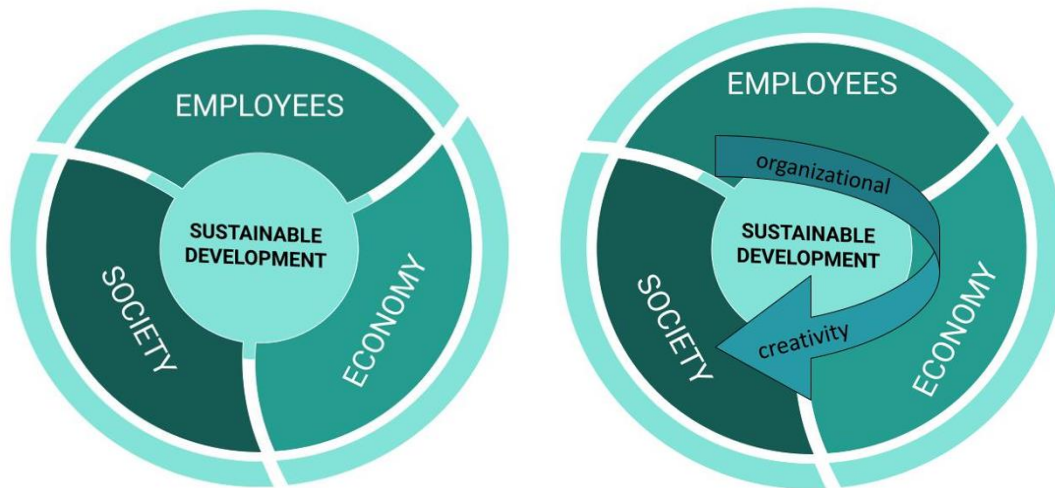 EMPLOYEES
SUSTAINABLE
DEVELOPMENT
SOCIETY
ECONOMY
EMPLOYEES
organizational
SUSTAINABLE
DEVELOPMENT
creativity
SOCIETY
ECONOMY